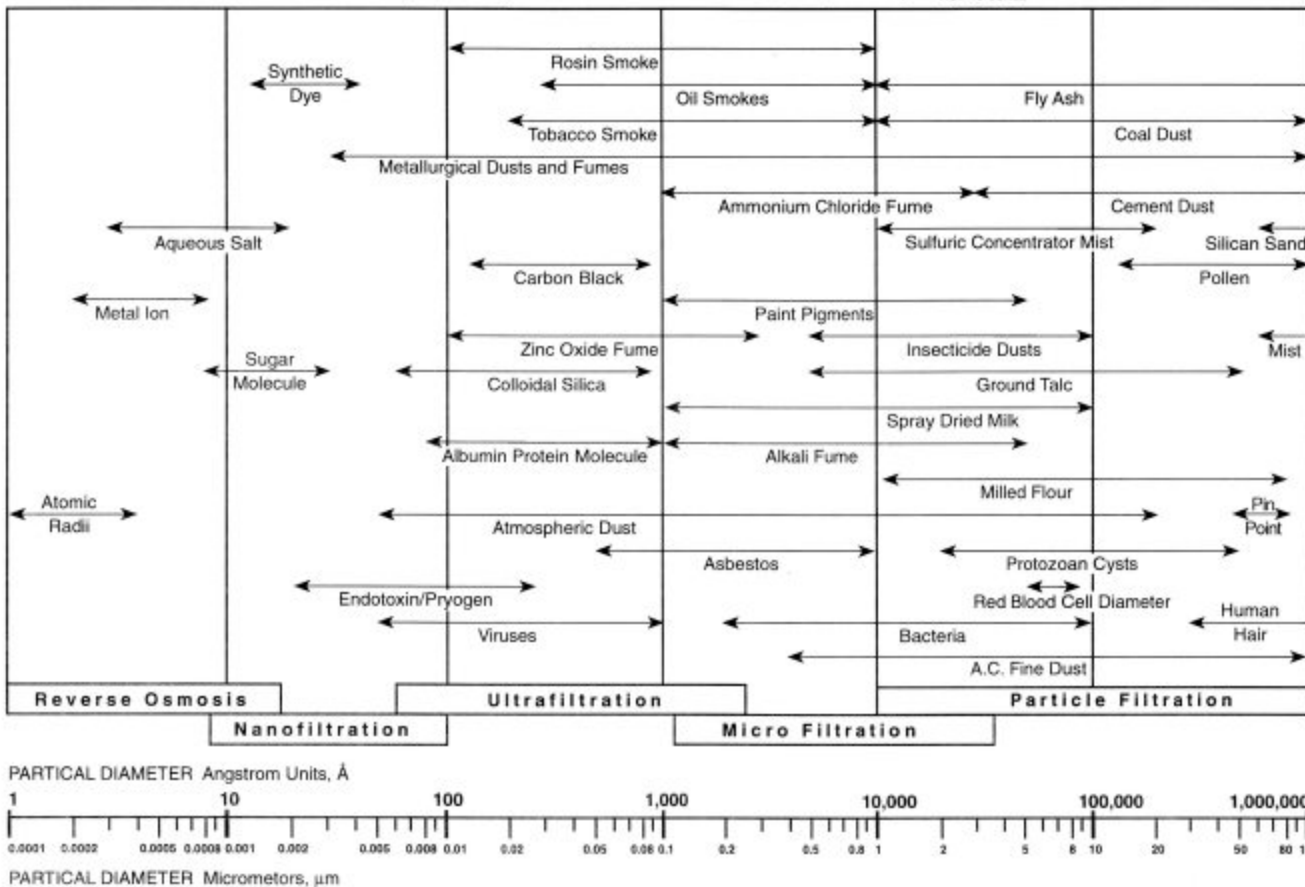 Rosin Smoke
Synthetic
Dye
Oil Smokes
Fly Ash
Tobacco Smoke
Coal Dust
Metallurgical Dusts and Fumes
Ammonium Chloride Fume
Cement Dust
Aqueous Salt
Sulfuric Concentrator Mist
Silican Sand
Carbon Black
Pollen
Metal Ion
Paint Pigments
Zinc Oxide Fume
Insecticide Dusts
Mist
Sugar
Molecule
Colloidal Silica
Ground Talc
Spray Dried Milk
Albumin Protein Molecule
Alkali Fume
Milled Flour
Atomic
Radii
Atmospheric Dust
Pin
Point
Asbestos
Protozoan Cysts
Endotoxin/Pryogen
Red Blood Cell Diameter
Viruses
Bacteria
Human
Hair
A.C. Fine Dust
Reverse Osmosis
Ultrafiltration
Particle Filtration
Nanofiltration
Micro Filtration
PARTICAL DIAMETER Angstrom Units, Å
1 10 100 1,000 10,000 100,000 1,000,000
0.0001 0.0002 0.0005 0.0008 0.001 0.002 0.005 0.008 0.01 0.02 0.05 0.08 0.1 0.2 0.5 0.8 1 2 5 8 10 20 50 80
PARTICAL DIAMETER Micrometors, μm